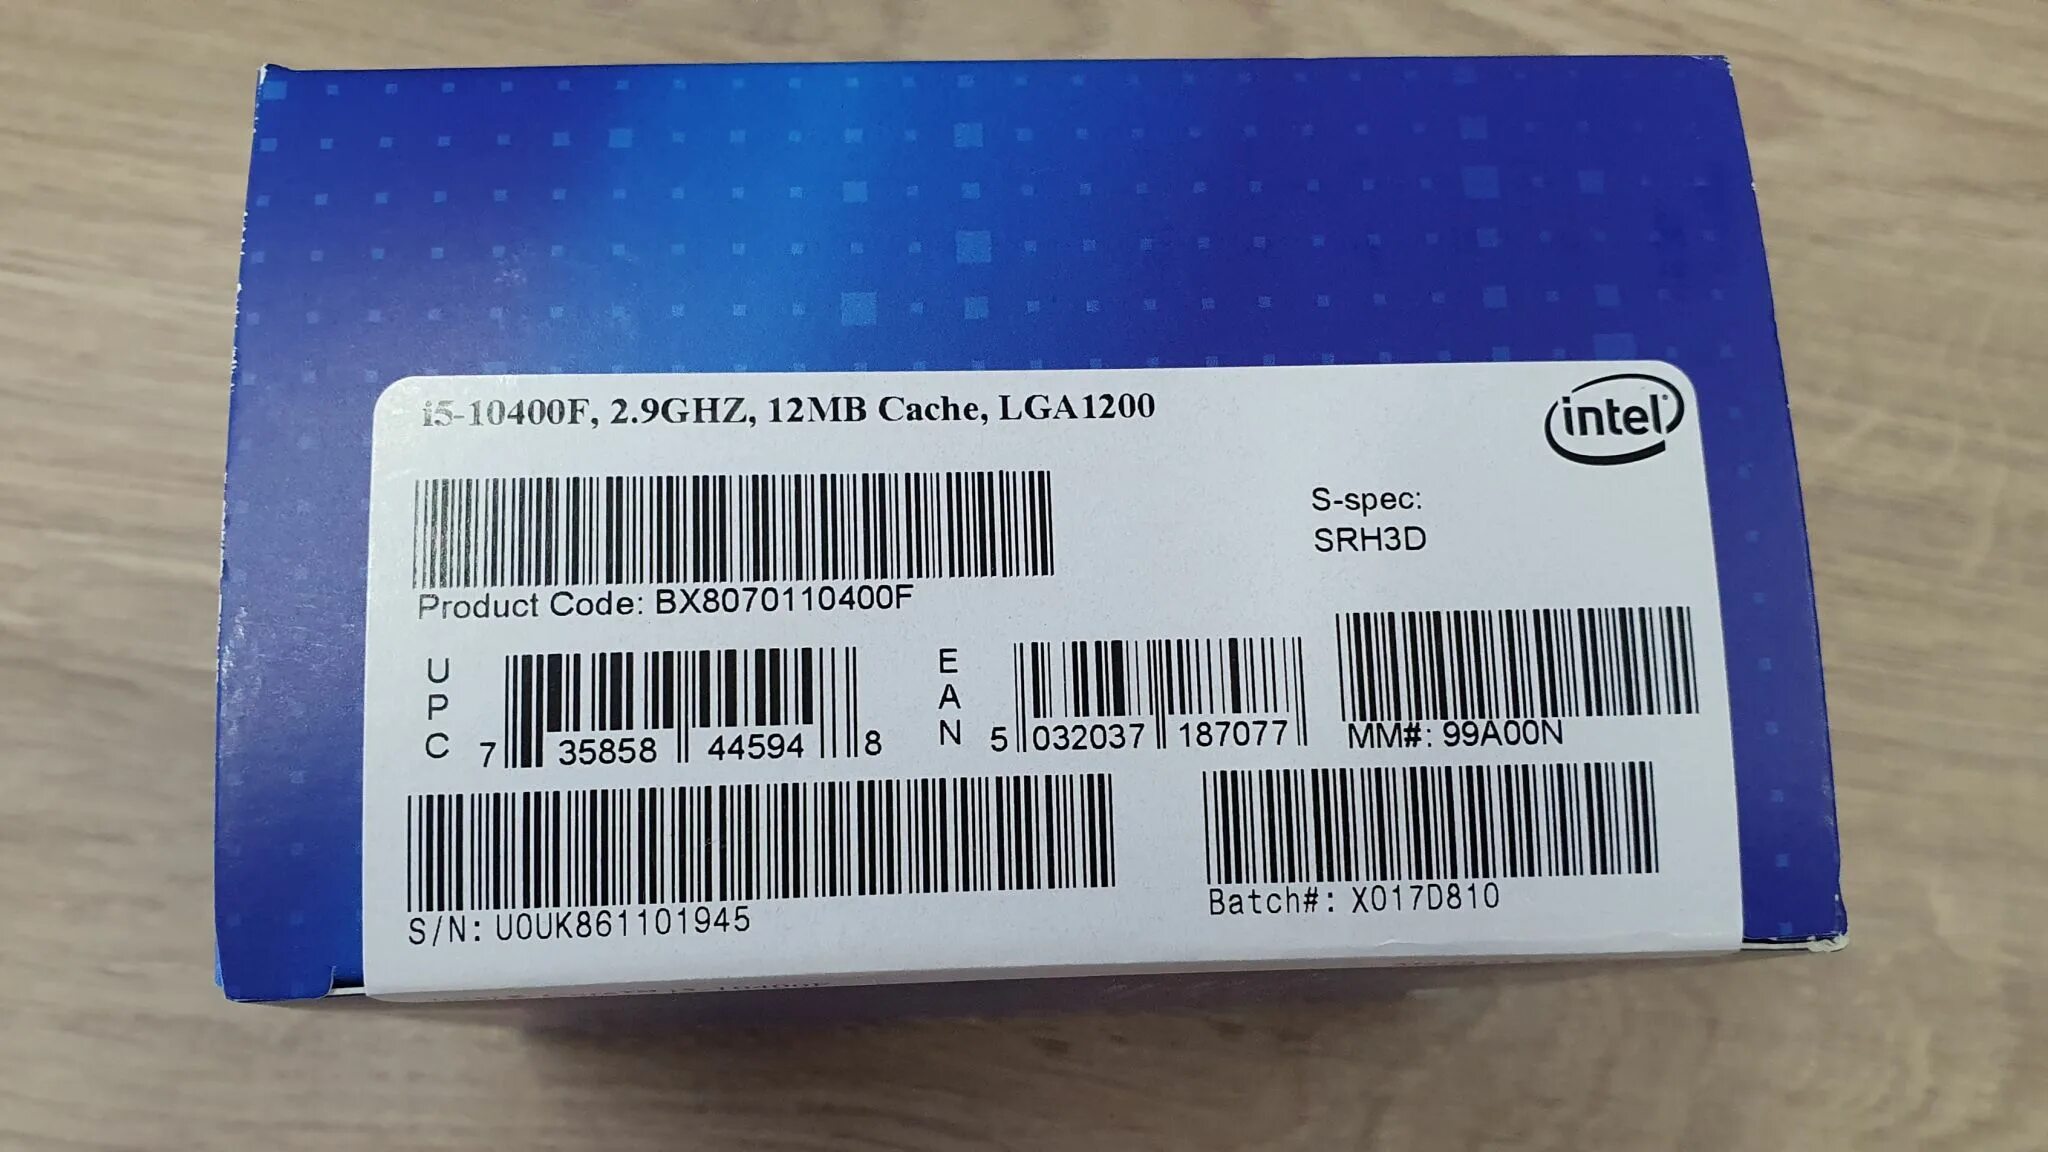 i5-10400F, 2.9GHZ, 12MB Cache, LGA1200
intel
S-spec:
SRH3D
Product Code: BX8070110400F
UPC 7 35858 44594 8
EAN 5 032037 187077
MM#: 99A00N
S/N: U0UK861101945
Batch#: X017D810